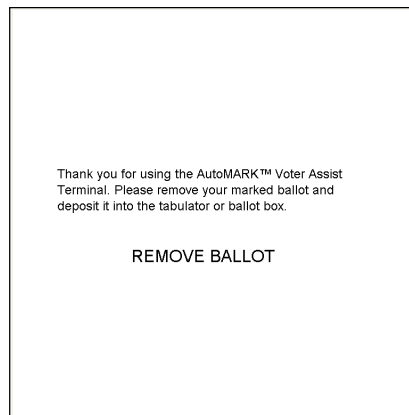 Thank you for using the AutoMARK™ Voter Assist
Terminal. Please remove your marked ballot and
deposit it into the tabulator or ballot box.
REMOVE BALLOT